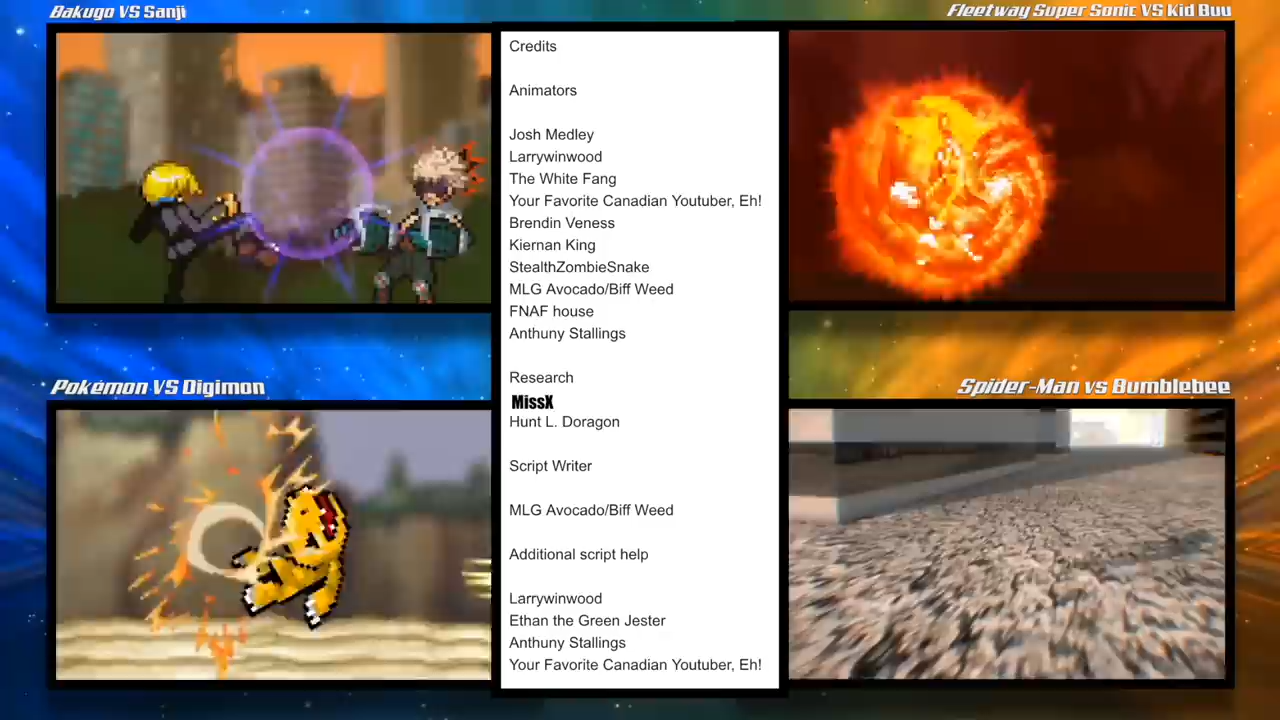 Bakugo VS Sanji
Fleetway Super Sonic VS Kid Buu
Credits
Animators
Josh Medley
Larrywinwood
The White Fang
Your Favorite Canadian Youtuber, Eh!
Brendin Veness
Kiernan King
StealthZombieSnake
MLG Avocado/Biff Weed
FNAF house
Anthuny Stallings
Research
MissX
Hunt L. Doragon
Script Writer
MLG Avocado/Biff Weed
Additional script help
Larrywinwood
Ethan the Green Jester
Anthuny Stallings
Your Favorite Canadian Youtuber, Eh!
Pokémon VS Digimon
Spider-Man vs Bumblebee